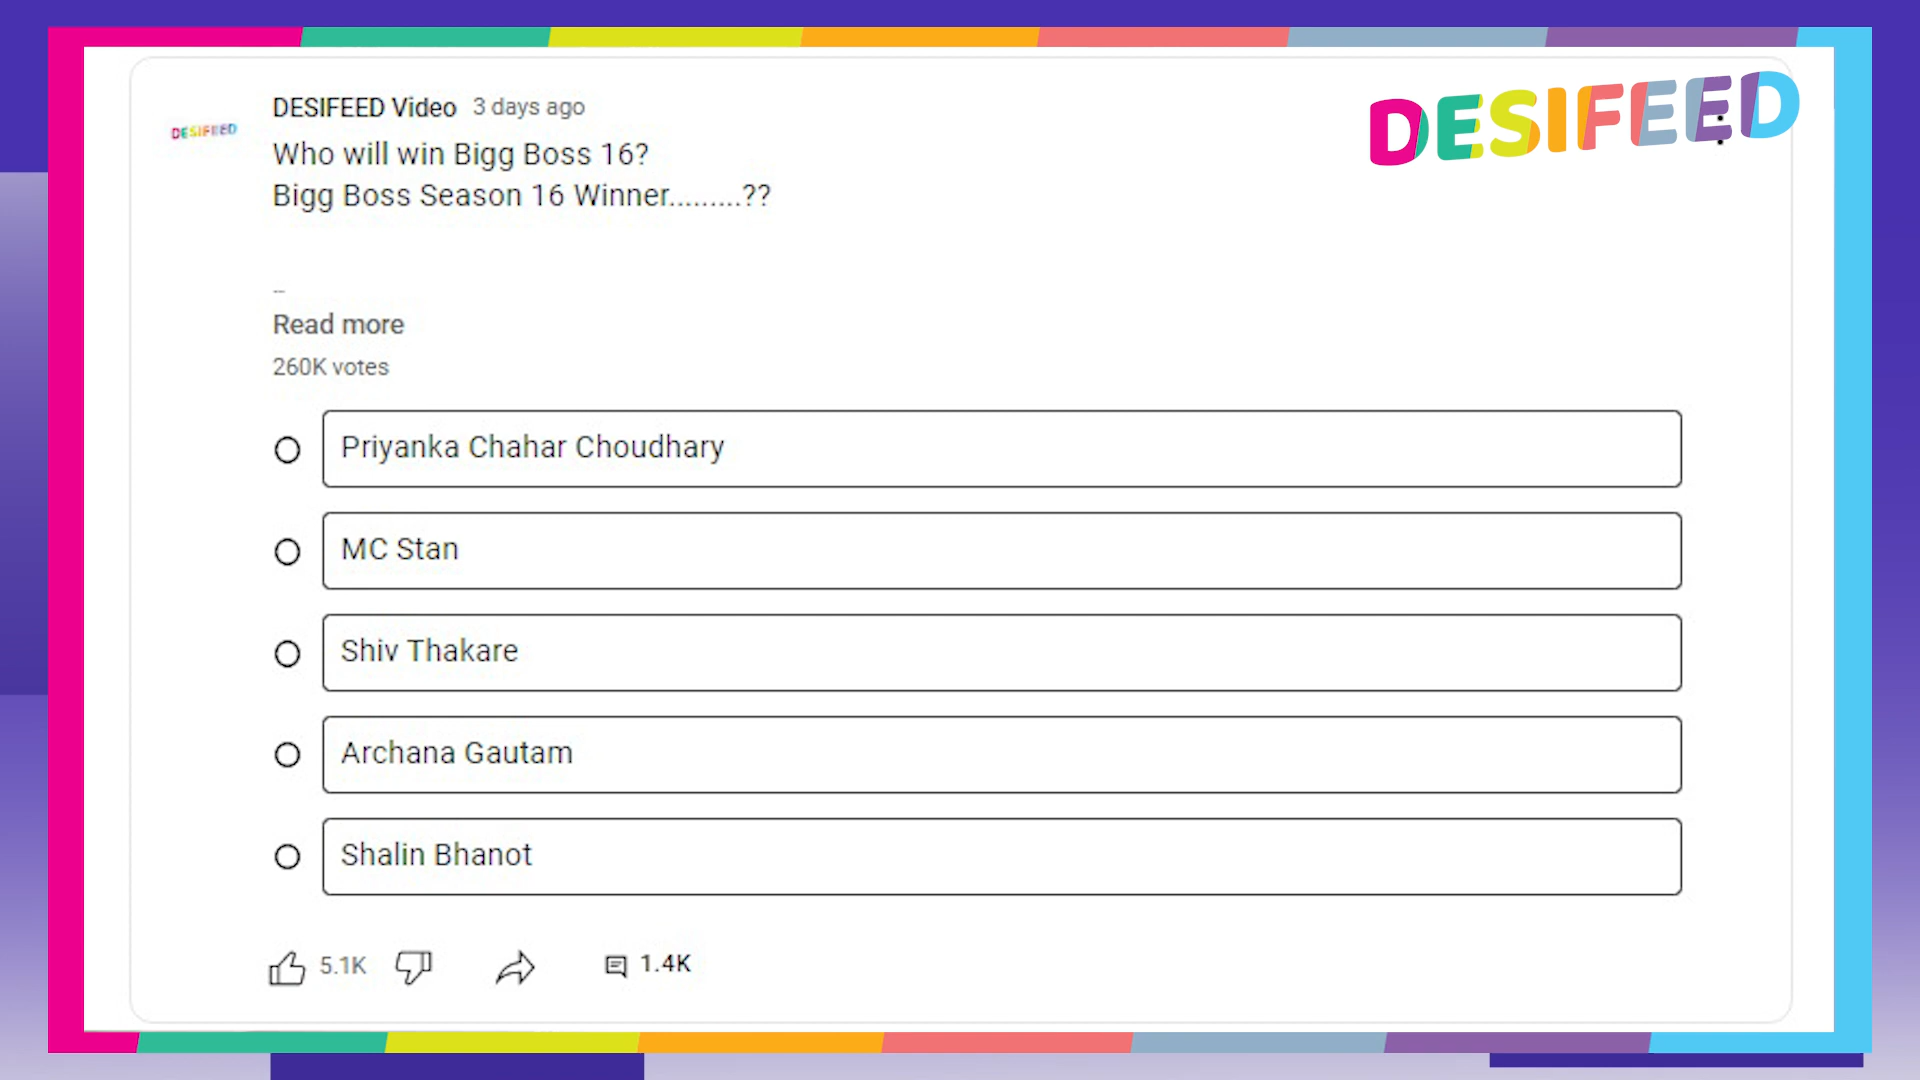 DESIFEED
DESIFEED
DESIFEED Video 3 days ago
Who will win Bigg Boss 16?
Bigg Boss Season 16 Winner.........??
--
Read more
260K votes
Priyanka Chahar Choudhary
MC Stan
Shiv Thakare
Archana Gautam
Shalin Bhanot
5.1K 1.4K